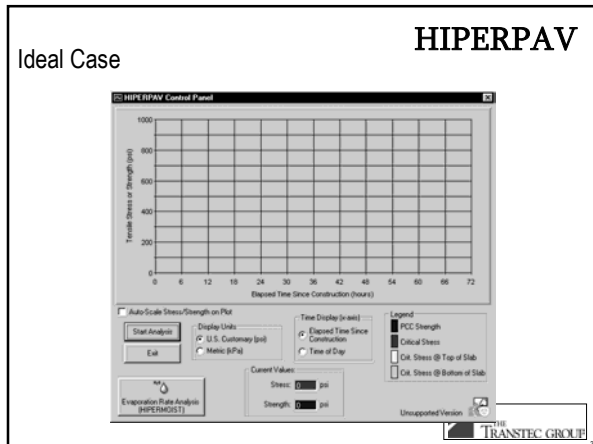 HIPERPAV
Ideal Case
HIPERPAV Control Panel
Tensile Stress or Strength (psi)
1000
800
600
400
200
0
0 6 12 18 24 30 36 42 48 54 60 66 72
Elapsed Time Since Construction (hours)
Auto-Scale Stress/Strength on Plot
Start Analysis
Exit
Display Units
U.S. Customary (psi)
Metric (kPa)
Time Display (x-axis)
Elapsed Time Since
Construction
Time of Day
Legend
PCC Strength
Critical Stress
Crit. Stress @ Top of Slab
Crit. Stress @ Bottom of Slab
Current Values
Stress: 0 psi
Strength: 0 psi
Evaporation Rate Analysis
(HIPERMOIST)
Unsupported Version
THE
TRANSTEC GROUP